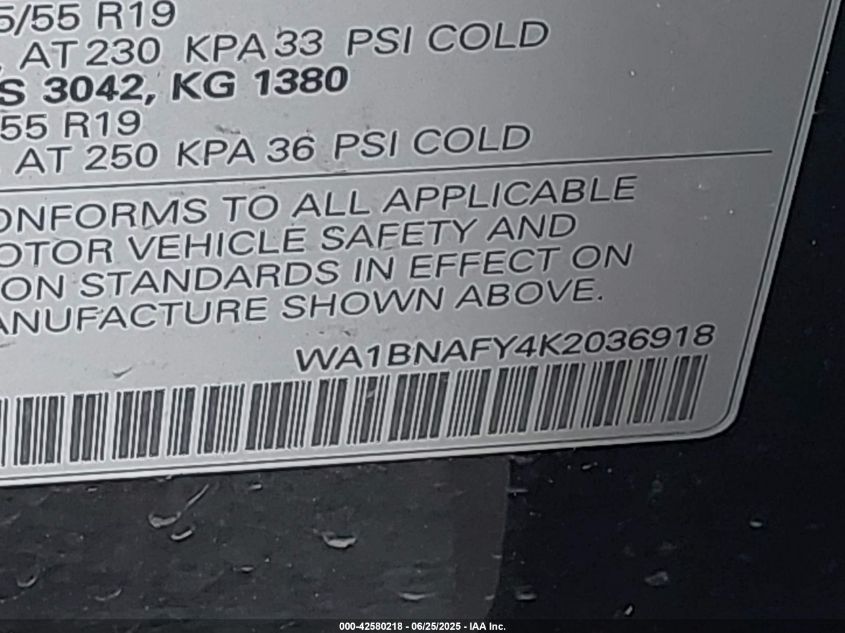 5/55 R19
, AT 230 KPA 33 PSI COLD
S 3042, KG 1380
55 R19
AT 250 KPA 36 PSI COLD
ONFORMS TO ALL APPLICABLE
OTOR VEHICLE SAFETY AND
ON STANDARDS IN EFFECT ON
ANUFACTURE SHOWN ABOVE.
WA1BNAFY4K2036918
000-42580218 - 06/25/2025 - IAA Inc.